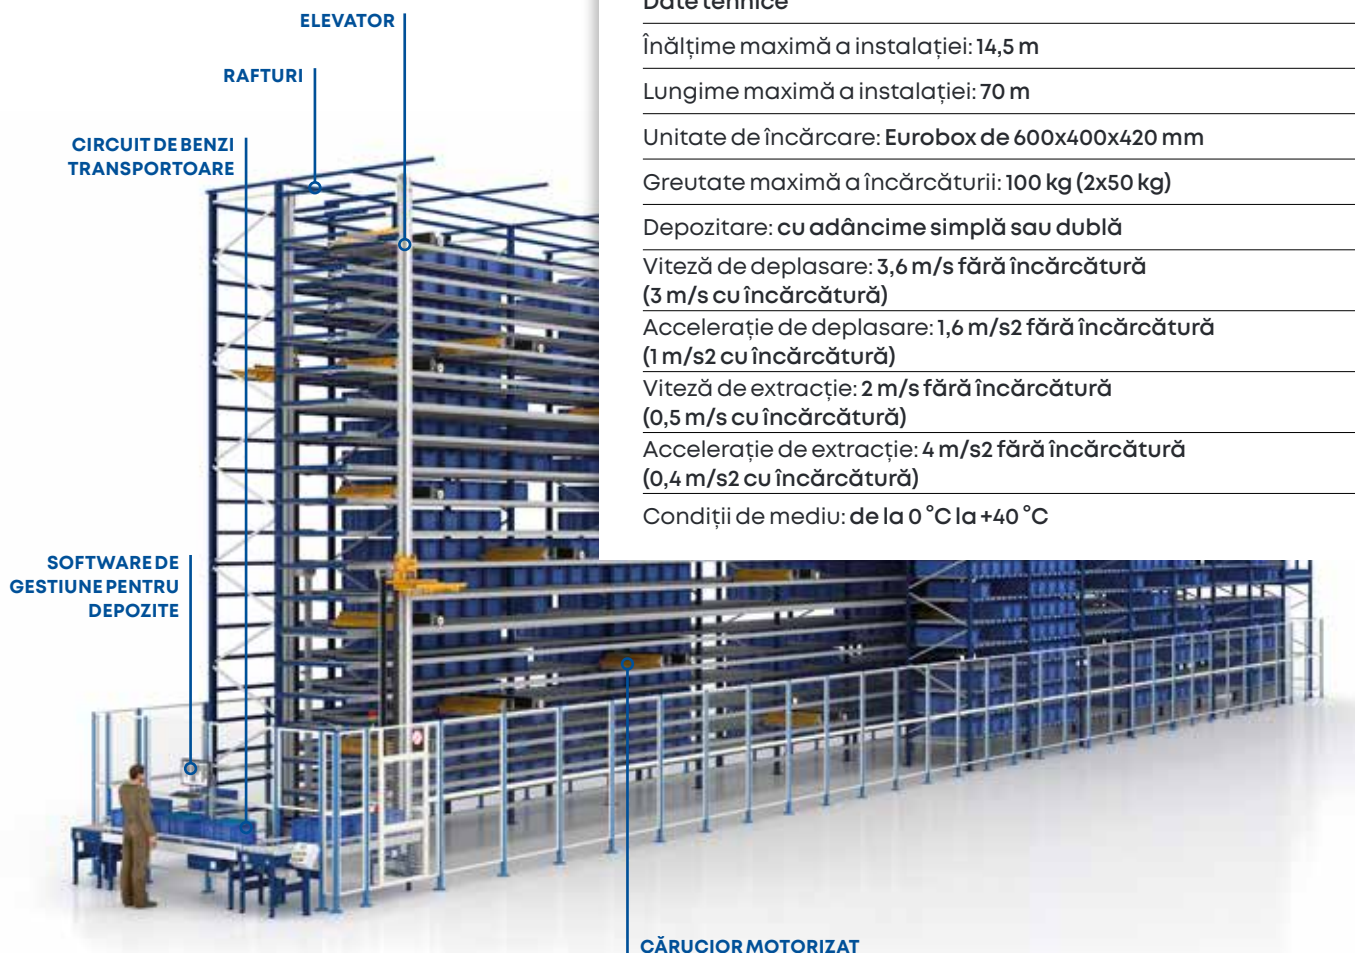 ELEVATOR
RAFTURI
CIRCUIT DE BENZI
TRANSPORTOARE
SOFTWARE DE
GESTIUNE PENTRU
DEPOZITE
CĂRUCIOR MOTORIZAT
Date tehnice
Înălțime maximă a instalației: 14,5 m
Lungime maximă a instalației: 70 m
Unitate de încărcare: Eurobox de 600x400x420 mm
Greutate maximă a încărcăturii: 100 kg (2x50 kg)
Depozitare: cu adâncime simplă sau dublă
Viteză de deplasare: 3,6 m/s fără încărcătură
(3 m/s cu încărcătură)
Accelerație de deplasare: 1,6 m/s2 fără încărcătură
(1 m/s2 cu încărcătură)
Viteză de extracție: 2 m/s fără încărcătură
(0,5 m/s cu încărcătură)
Accelerație de extracție: 4 m/s2 fără încărcătură
(0,4 m/s2 cu încărcătură)
Condiții de mediu: de la 0 °C la +40 °C